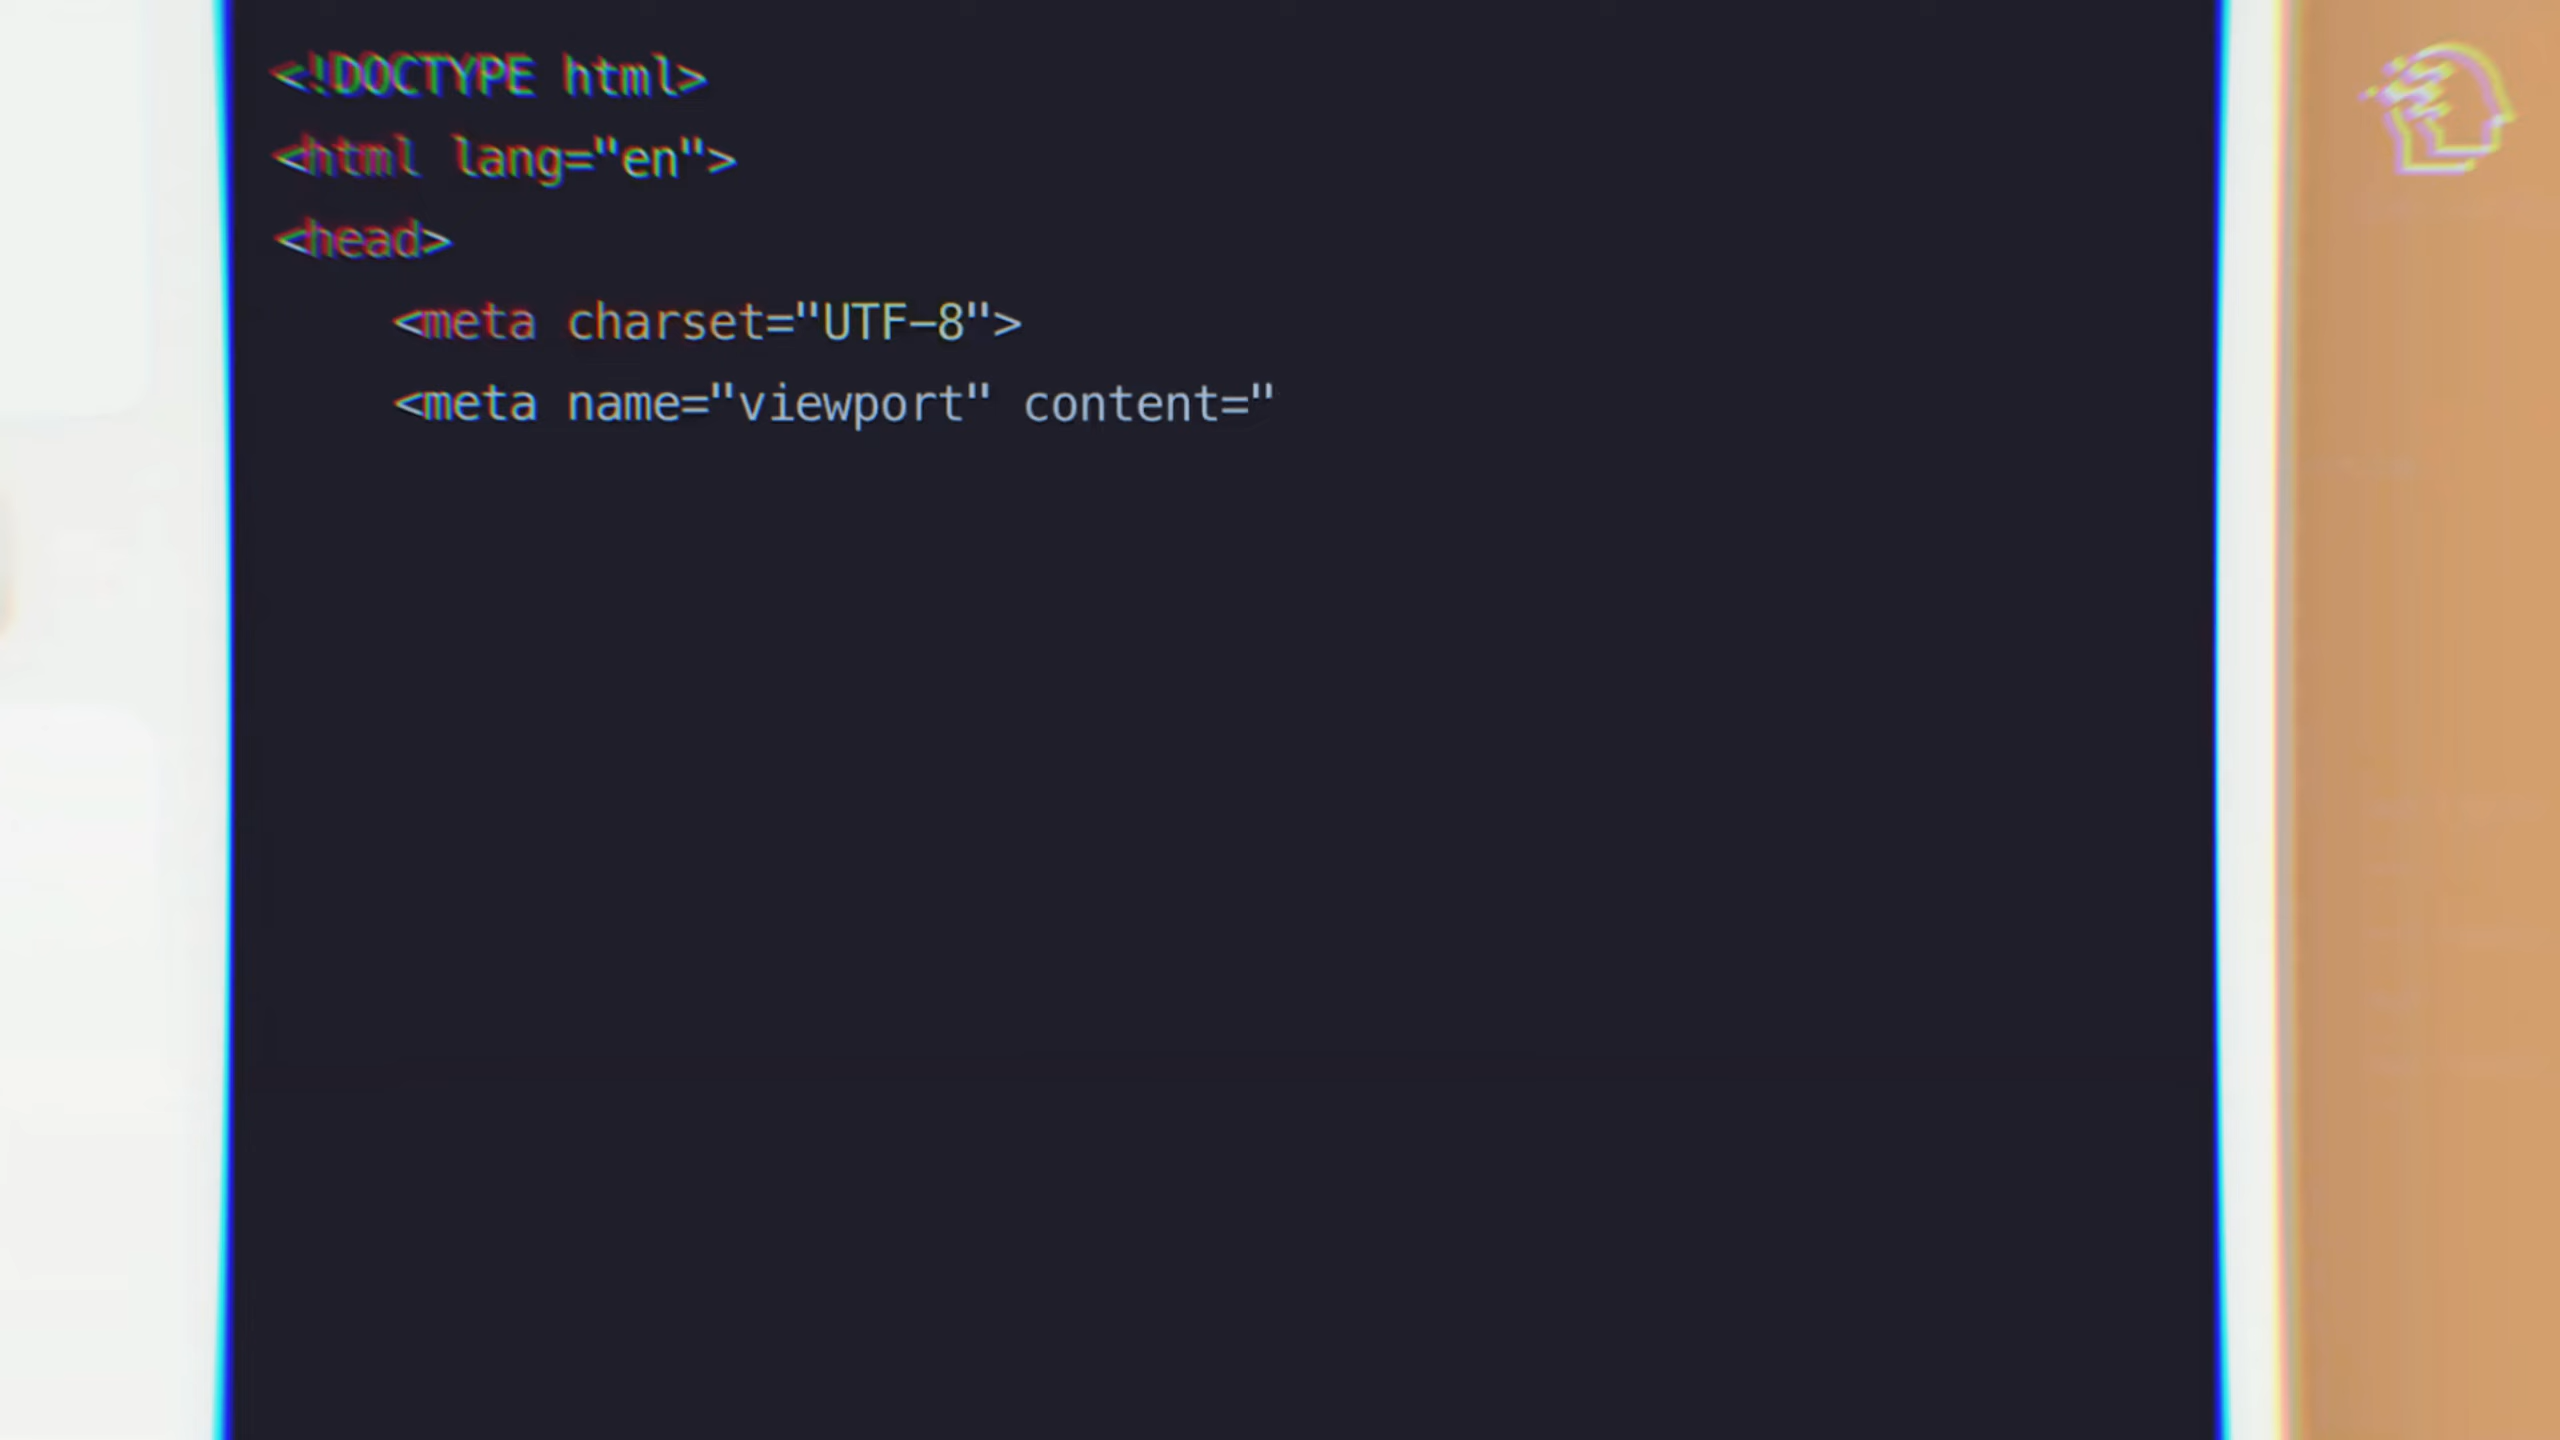 <!DOCTYPE html>
<html lang="en">
<head>
    <meta charset="UTF-8">
    <meta name="viewport" content="